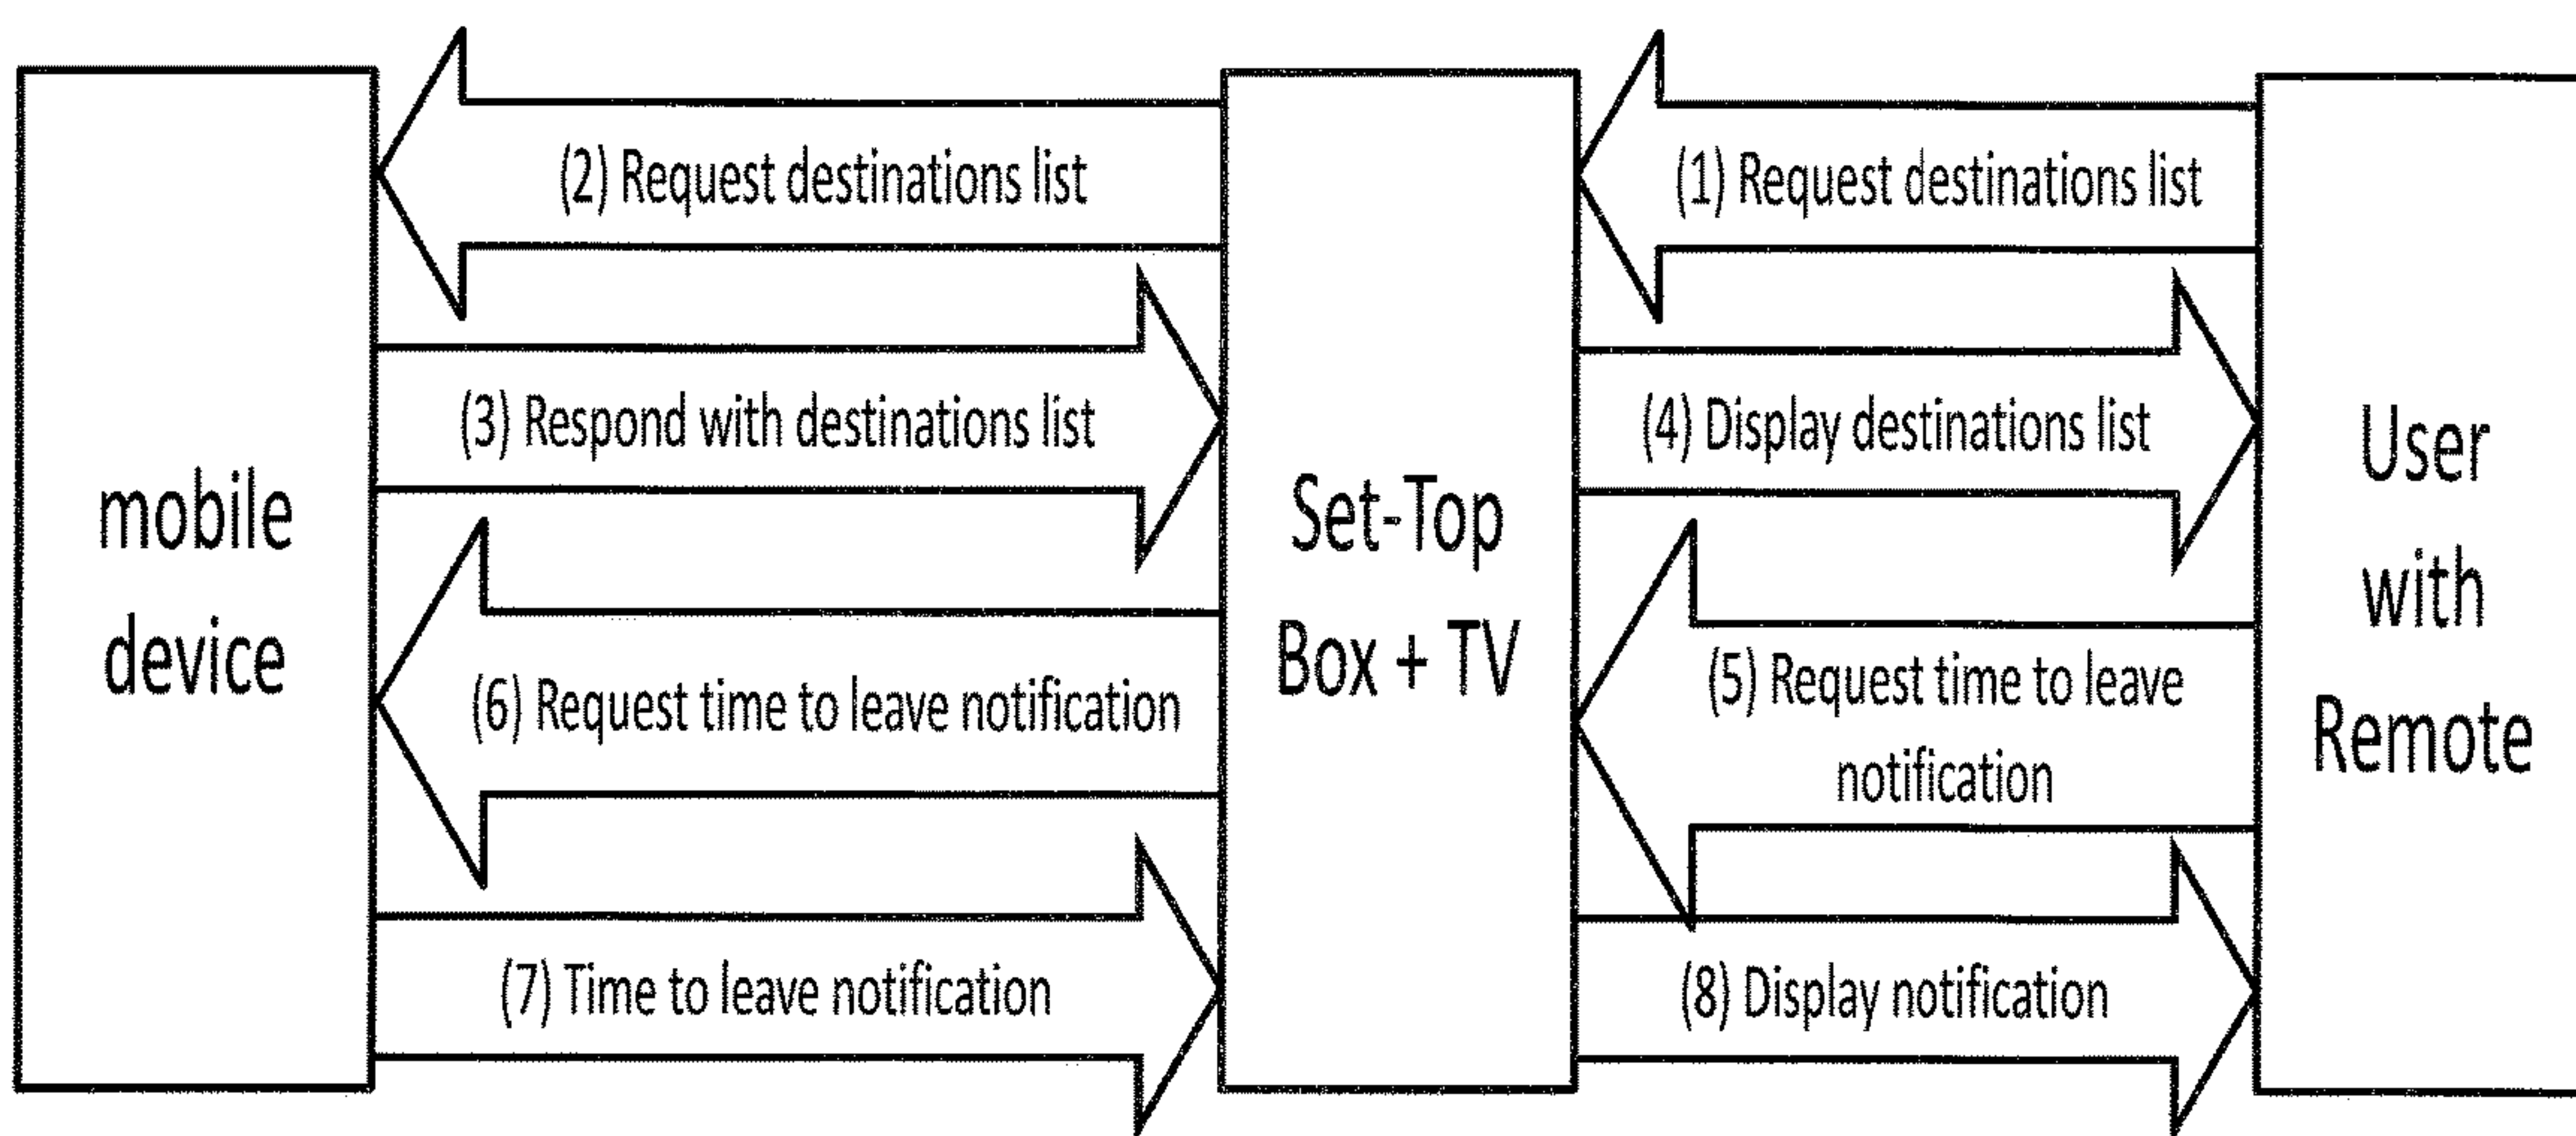 mobile
device
(2) Request destinations list
(3) Respond with destinations list
(6) Request time to leave notification
(7) Time to leave notification
Set-Top
Box + TV
(1) Request destinations list
(4) Display destinations list
(5) Request time to leave
notification
(8) Display notification
User
with
Remote